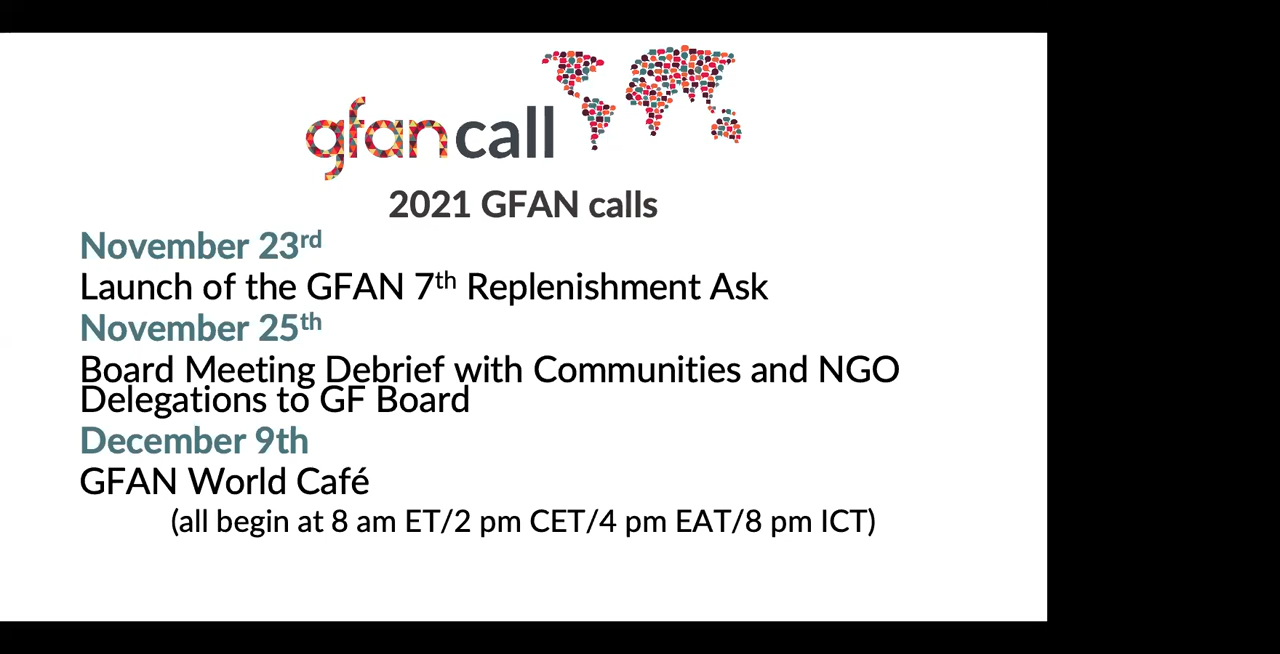 gfan call
2021 GFAN calls
November 23rd
Launch of the GFAN 7th Replenishment Ask
November 25th
Board Meeting Debrief with Communities and NGO
Delegations to GF Board
December 9th
GFAN World Café
(all begin at 8 am ET/2 pm CET/4 pm EAT/8 pm ICT)